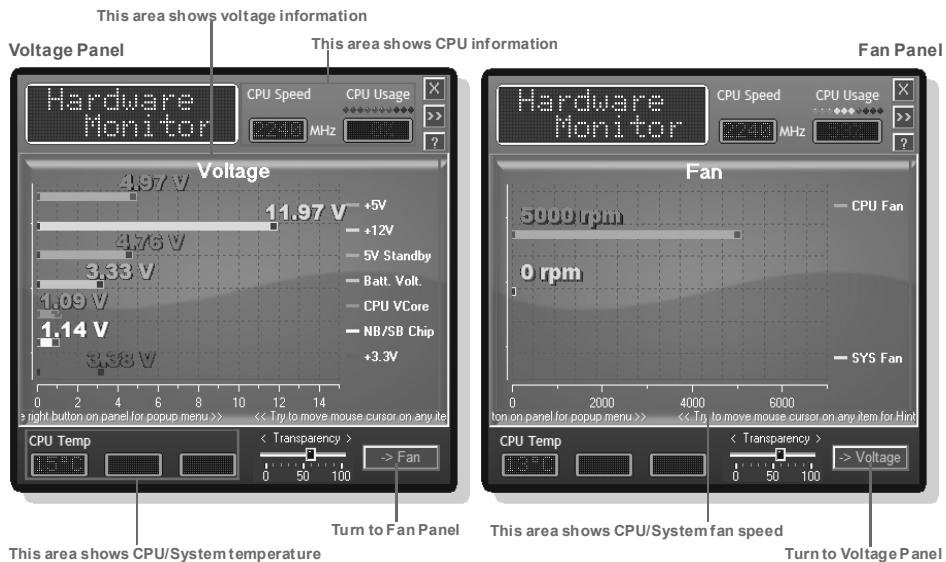 This area shows voltage information
This area shows CPU information
Voltage Panel
Fan Panel
Hardware
Monitor
CPU Speed
CPU Usage
X
2240 MHz
>>
?
Voltage
4.97 V
+5V
11.97 V
+12V
4.76 V
5V Standby
3.33 V
Batt. Volt.
1.09 V
CPU VCore
1.14 V
NB/SB Chip
3.38 V
+3.3V
0 2 4 6 8 10 12 14
right button on panel for popup menu >> << Try to move mouse cursor on any ite
CPU Temp
15°C
< Transparency >
0 50 100
-> Fan
Hardware
Monitor
CPU Speed
CPU Usage
X
2240 MHz
>>
?
Fan
5000 rpm
CPU Fan
0 rpm
SYS Fan
0 2000 4000 6000
ton on panel for popup menu >> << Try to move mouse cursor on any item for Hint
CPU Temp
13°C
< Transparency >
0 50 100
-> Voltage
Turn to Fan Panel
This area shows CPU/System fan speed
This area shows CPU/System temperature
Turn to Voltage Panel